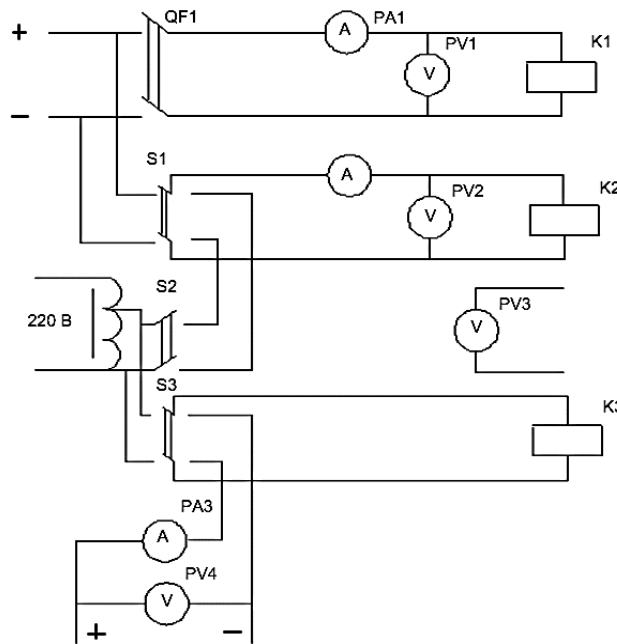 QF1
PA1
+
A
PV1
K1
V
−
S1
A
PV2
K2
V
S2
220 В
PV3
V
S3
K3
PA3
A
PV4
V
+
−